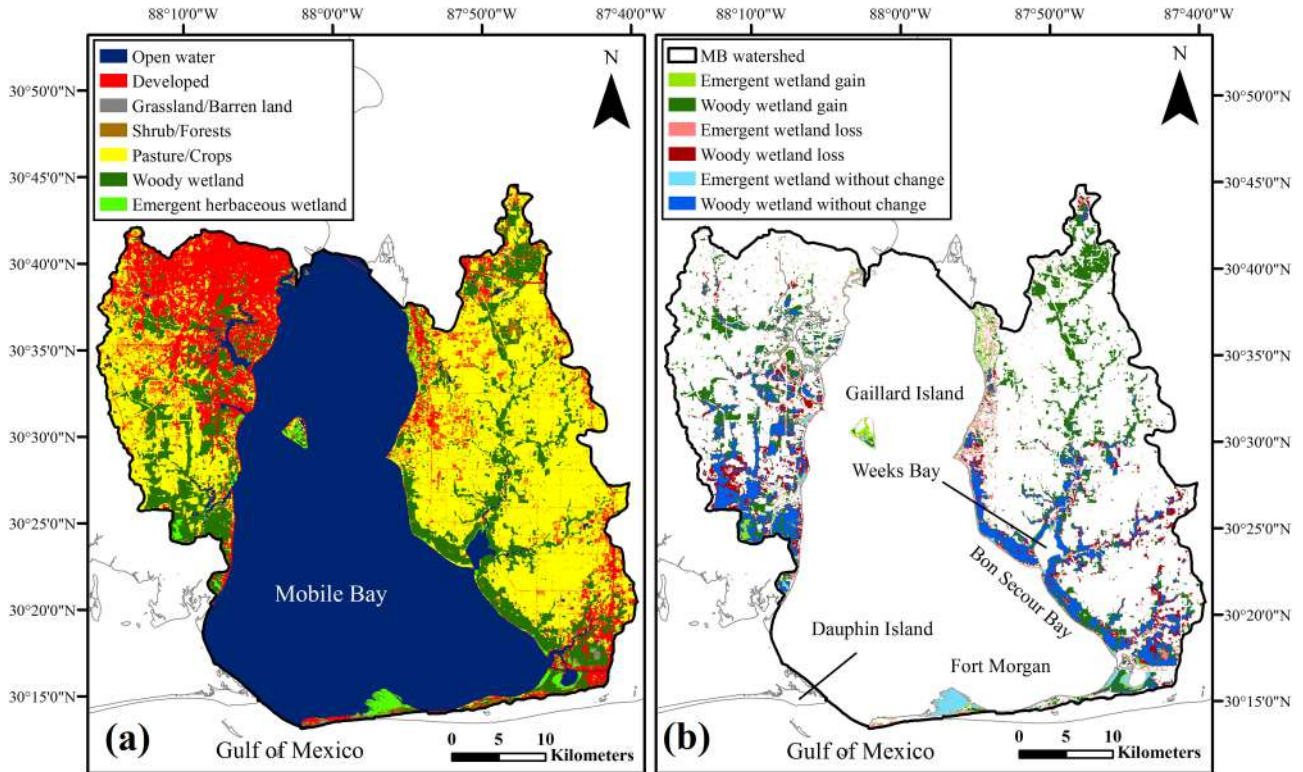 88°10'0"W 88°0'0"W 87°50'0"W 87°40'0"W
Open water
Developed
Grassland/Barren land
Shrub/Forests
Pasture/Crops
Woody wetland
Emergent herbaceous wetland
N
30°50'0"N
30°45'0"N
30°40'0"N
30°35'0"N
30°30'0"N
30°25'0"N
30°20'0"N
30°15'0"N
Mobile Bay
(a)
Gulf of Mexico
0 5 10
Kilometers
88°10'0"W 88°0'0"W 87°50'0"W 87°40'0"W
MB watershed
Emergent wetland gain
Woody wetland gain
Emergent wetland loss
Woody wetland loss
Emergent wetland without change
Woody wetland without change
N
30°50'0"N
30°45'0"N
30°40'0"N
30°35'0"N
30°30'0"N
30°25'0"N
30°20'0"N
30°15'0"N
Gaillard Island
Weeks Bay
Bon Secour Bay
Dauphin Island
Fort Morgan
(b)
Gulf of Mexico
0 5 10
Kilometers